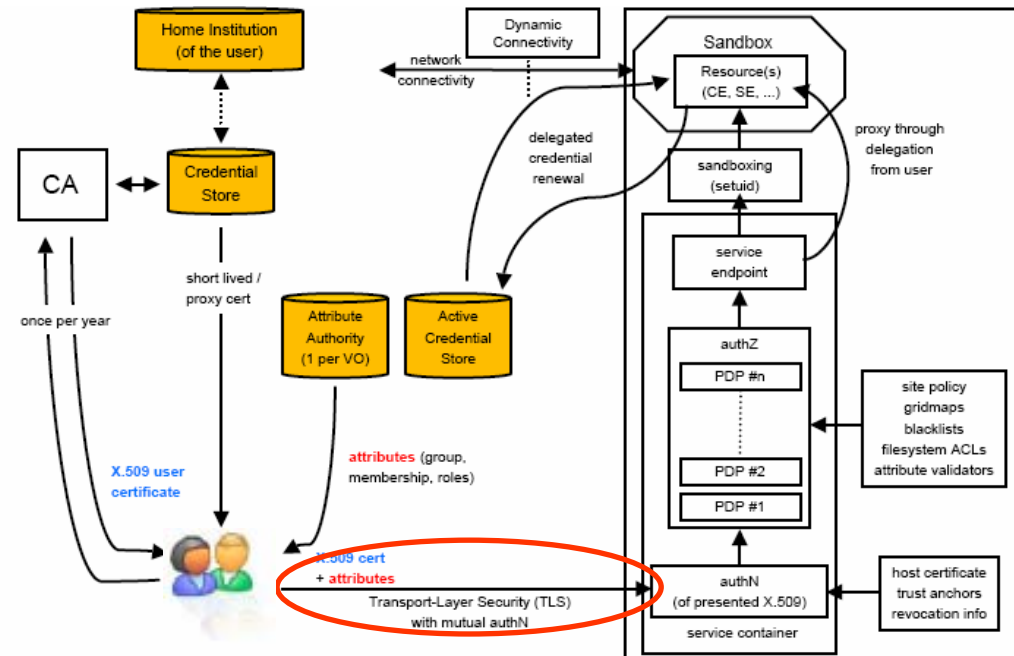 Home Institution
(of the user)
Dynamic
Connectivity
Sandbox
Resource(s)
(CE, SE, ...)
network
connectivity
CA
Credential
Store
delegated
credential
renewal
sandboxing
(setuid)
proxy through
delegation
from user
service
endpoint
short lived /
proxy cert
once per year
Attribute
Authority
(1 per VO)
Active
Credential
Store
authZ
PDP #n
PDP #2
PDP #1
site policy
gridmaps
blacklists
filesystem ACLs
attribute validators
attributes (group,
membership, roles)
X.509 user
certificate
X.509 cert
+ attributes
Transport-Layer Security (TLS)
with mutual authN
authN
(of presented X.509)
service container
host certificate
trust anchors
revocation info